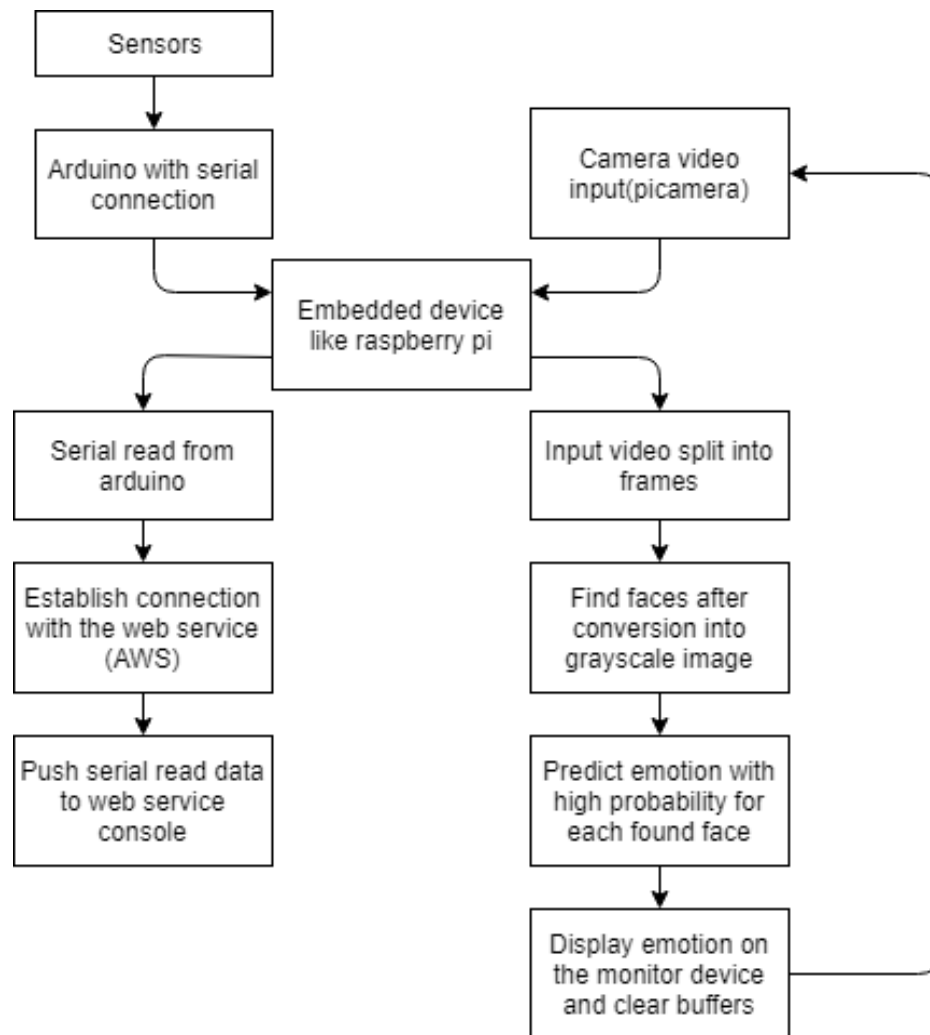 Sensors
Arduino with serial
connection
Camera video
input(picamera)
Embedded device
like raspberry pi
Serial read from
arduino
Input video split into
frames
Establish connection
with the web service
(AWS)
Find faces after
conversion into
grayscale image
Push serial read data
to web service
console
Predict emotion with
high probability for
each found face
Display emotion on
the monitor device
and clear buffers